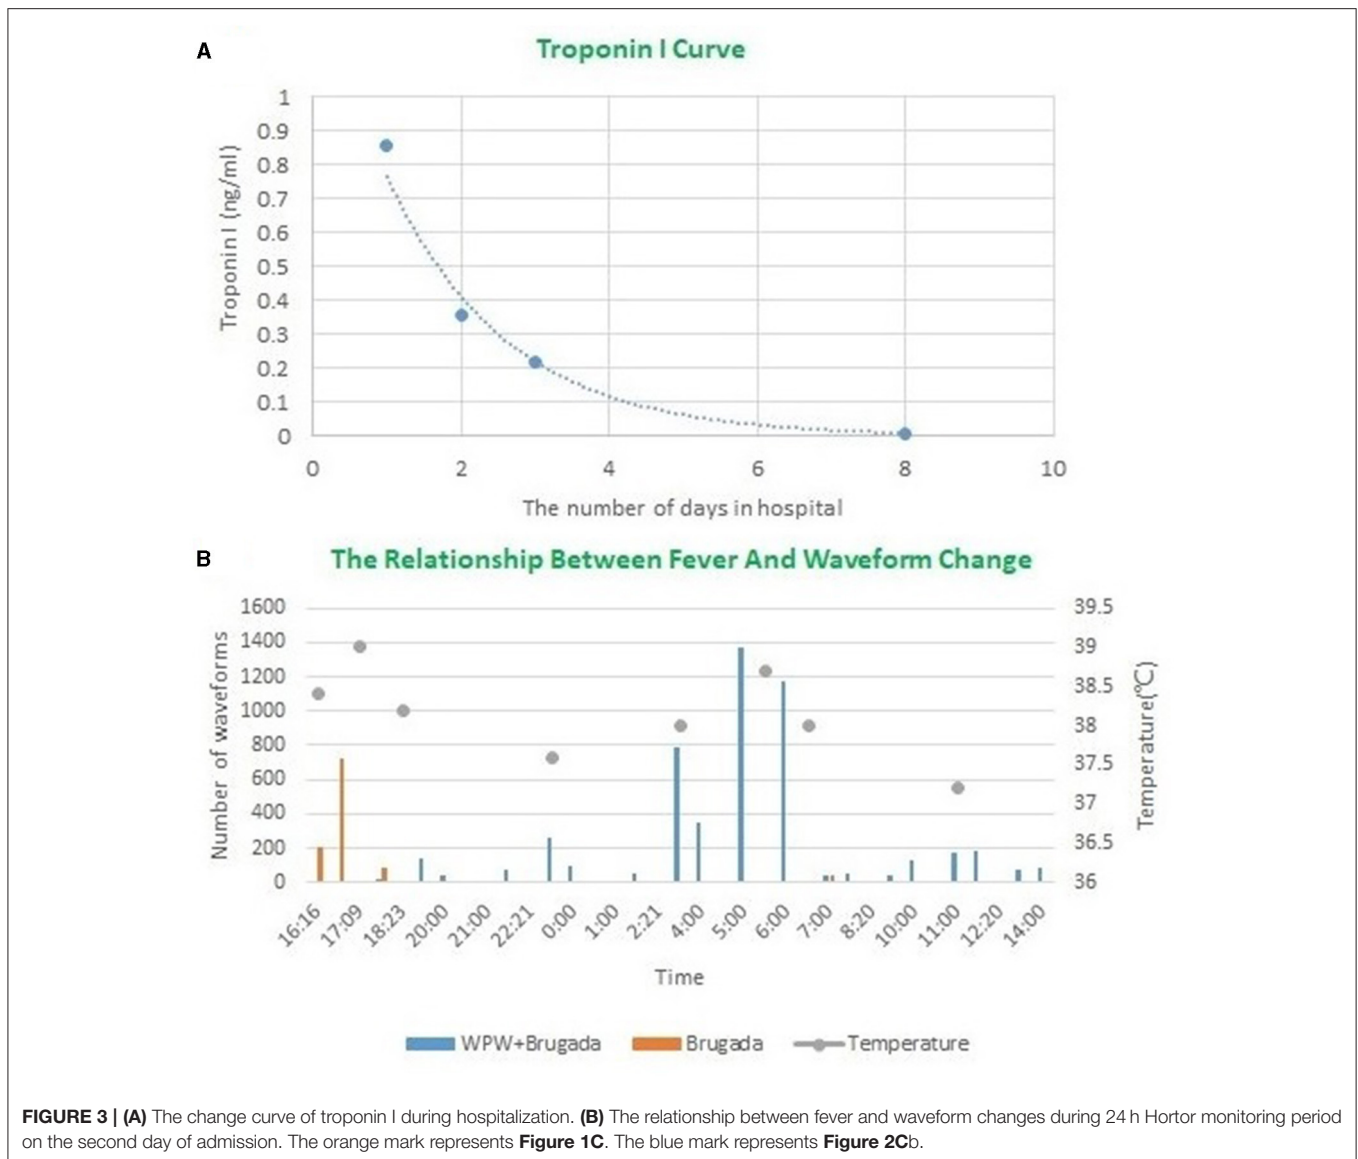 A
Troponin I Curve
1
0.9
0.8
0.7
0.6
0.5
0.4
0.3
0.2
0.1
0
Troponin I (ng/ml)
0 2 4 6 8 10
The number of days in hospital
B
The Relationship Between Fever And Waveform Change
1600
1400
1200
1000
800
600
400
200
0
Number of waveforms
39.5
39
38.5
38
37.5
37
36.5
36
Temperature(℃)
16:16 17:09 18:23 20:00 21:00 22:21 0:00 1:00 2:21 4:00 5:00 6:00 7:00 8:20 10:00 11:00 12:20 14:00
Time
WPW+Brugada Brugada Temperature
FIGURE 3 | (A) The change curve of troponin I during hospitalization. (B) The relationship between fever and waveform changes during 24 h Hortor monitoring period
on the second day of admission. The orange mark represents Figure 1C. The blue mark represents Figure 2Cb.